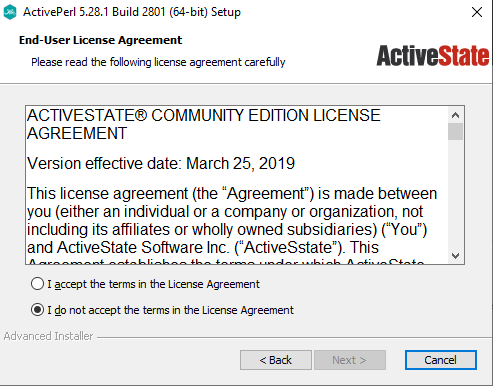 ActivePerl 5.28.1 Build 2801 (64-bit) Setup
End-User License Agreement
Please read the following license agreement carefully
ActiveState
ACTIVESTATE® COMMUNITY EDITION LICENSE
AGREEMENT
Version effective date: March 25, 2019
This license agreement (the “Agreement”) is made between
you (either an individual or a company or organization, not
including its affiliates or wholly owned subsidiaries) (“You”)
and ActiveState Software Inc. (“ActiveSstate”). This
Agreement establishes the terms under which ActiveState
I accept the terms in the License Agreement
I do not accept the terms in the License Agreement
Advanced Installer
< Back
Next >
Cancel